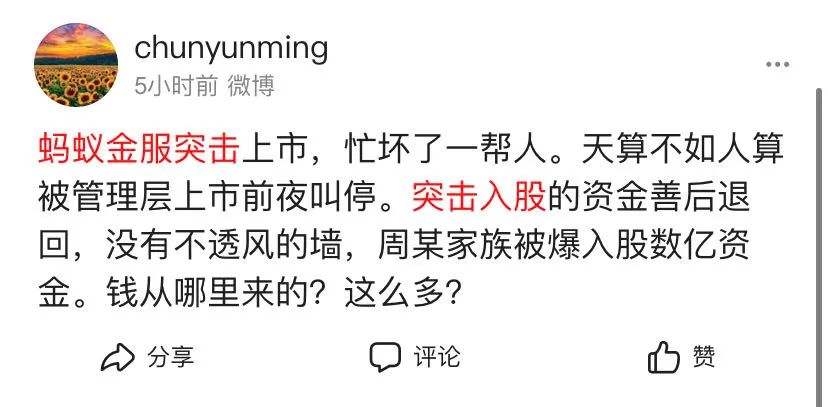 chunyunming
5小时前 微博
蚂蚁金服突击上市，忙坏了一帮人。天算不如人算
被管理层上市前夜叫停。突击入股的资金善后退
回，没有不透风的墙，周某家族被爆入股数亿资
金。钱从哪里来的？这么多？
分享 评论 赞